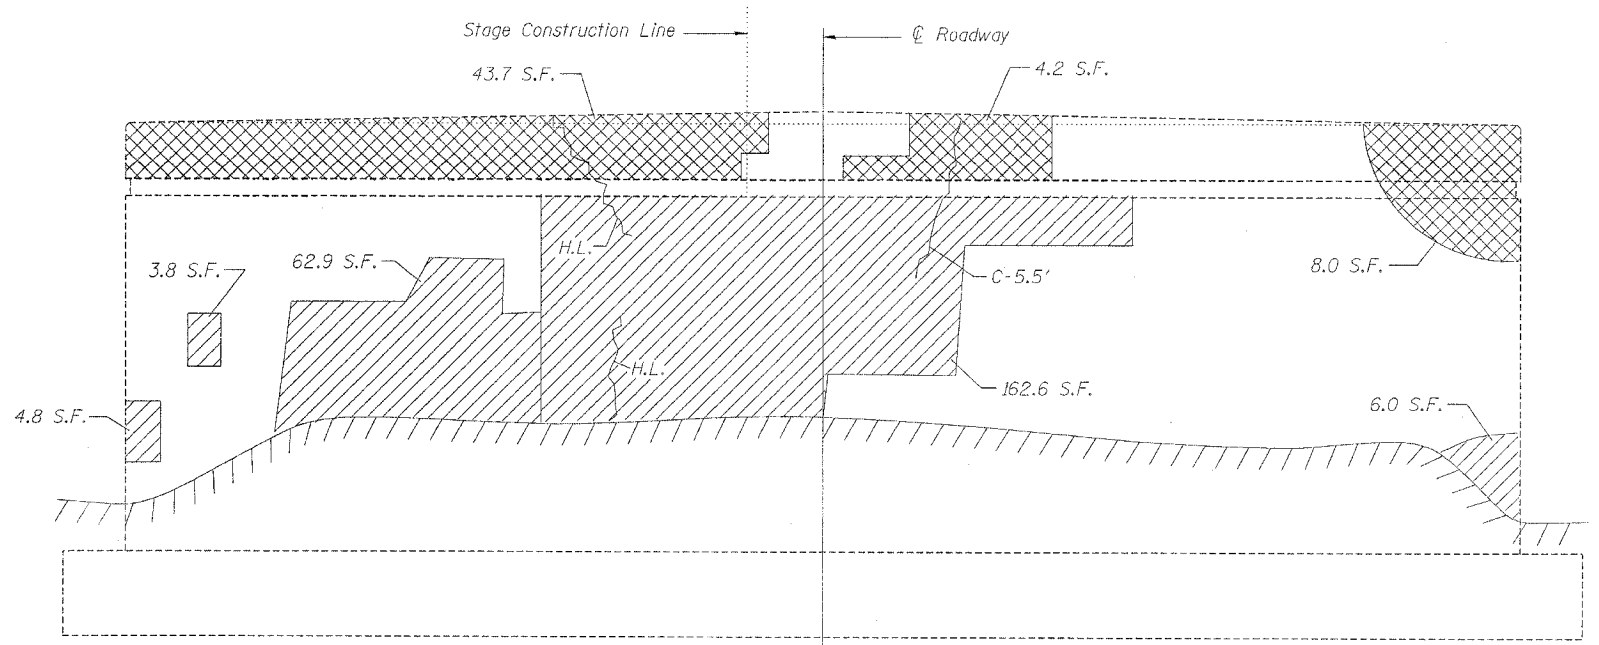 Stage Construction Line
℄ Roadway
43.7 S.F.
4.2 S.F.
H.L.
3.8 S.F.
62.9 S.F.
C-5.5'
8.0 S.F.
H.L.
162.6 S.F.
4.8 S.F.
6.0 S.F.